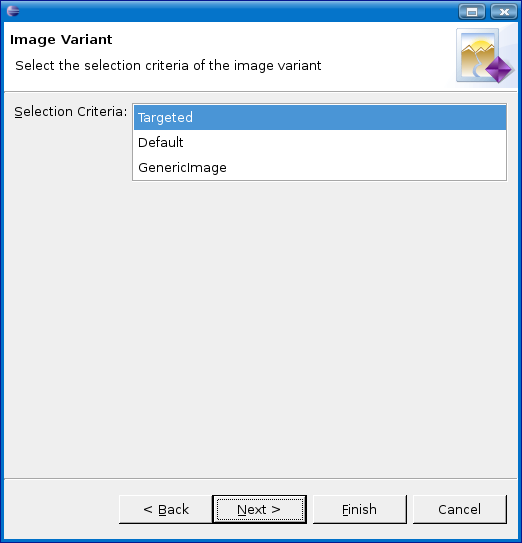 Image Variant
Select the selection criteria of the image variant
Selection Criteria:
Targeted
Default
GenericImage
< Back
Next >
Finish
Cancel